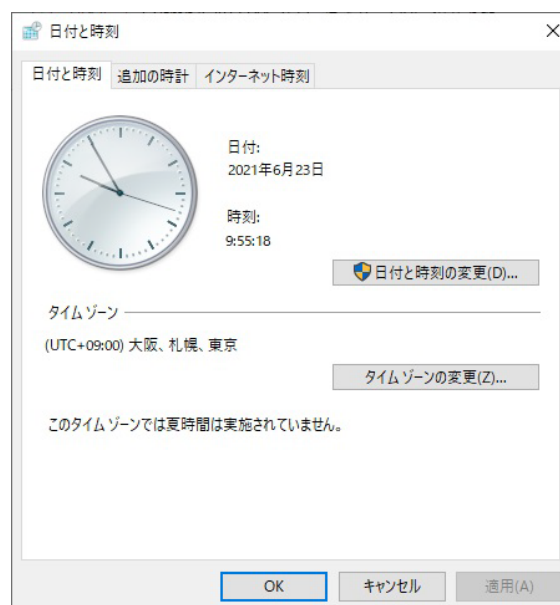 日付と時刻
日付と時刻 追加の時計 インターネット時刻
日付:
2021年6月23日
時刻:
9:55:18
日付と時刻の変更(D)...
タイム ゾーン
(UTC+09:00) 大阪、札幌、東京
タイム ゾーンの変更(Z)...
このタイム ゾーンでは夏時間は実施されていません。
OK キャンセル 適用(A)